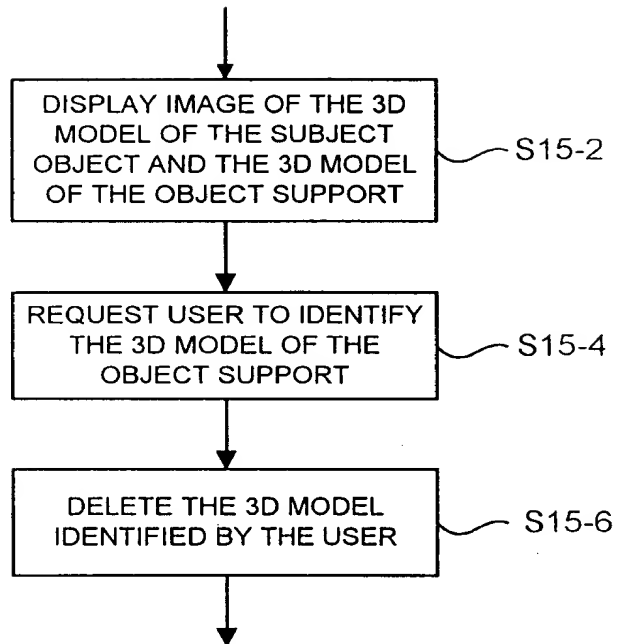 DISPLAY IMAGE OF THE 3D
MODEL OF THE SUBJECT
OBJECT AND THE 3D MODEL
OF THE OBJECT SUPPORT
S15-2
REQUEST USER TO IDENTIFY
THE 3D MODEL OF THE
OBJECT SUPPORT
S15-4
DELETE THE 3D MODEL
IDENTIFIED BY THE USER
S15-6